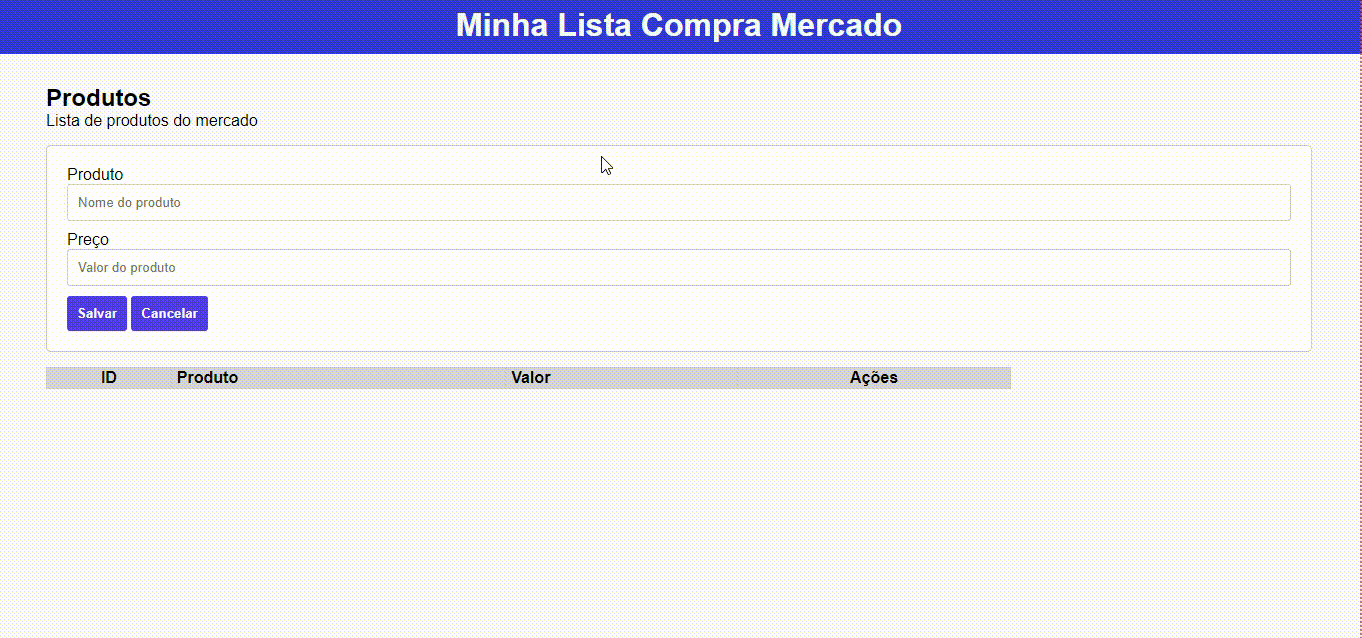 Minha Lista Compra Mercado
Produtos
Lista de produtos do mercado
Produto
Nome do produto
Preço
Valor do produto
Salvar Cancelar
ID Produto Valor Ações